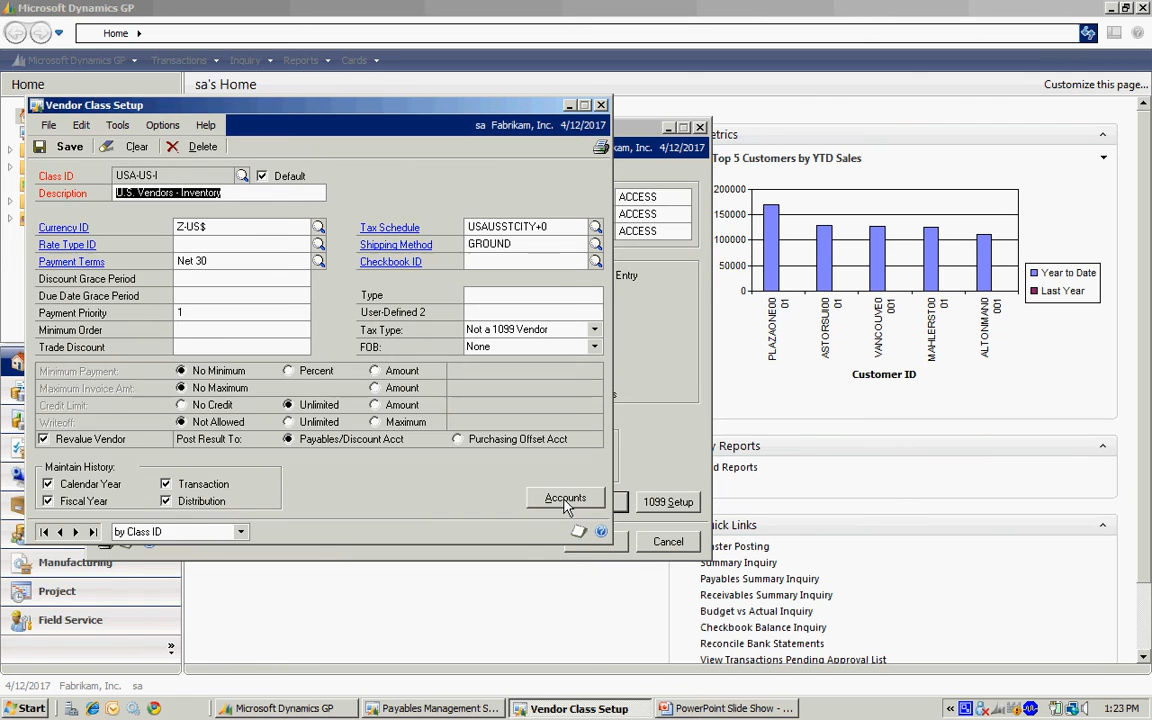 Microsoft Dynamics GP
Home
Microsoft Dynamics GP Transactions Inquiry Reports Cards
Home
sa's Home
Customize this page...
Vendor Class Setup
File Edit Tools Options Help
sa Fabrikam, Inc. 4/12/2017
kam, Inc. 4/12/2017
Save Clear Delete
Class ID USA-US-I Default
Description U.S. Vendors - Inventory
Currency ID Z-US$
Rate Type ID
Payment Terms Net 30
Discount Grace Period
Due Date Grace Period
Payment Priority 1
Minimum Order
Trade Discount
Tax Schedule USAUSSTCITY+0
Shipping Method GROUND
Checkbook ID
Type
User-Defined 2
Tax Type: Not a 1099 Vendor
FOB: None
Minimum Payment: No Minimum Percent Amount
Maximum Invoice Amt: No Maximum Amount
Credit Limit: No Credit Unlimited Amount
Writeoff: Not Allowed Unlimited Maximum
Revalue Vendor Post Result To: Payables/Discount Acct Purchasing Offset Acct
Maintain History:
Calendar Year Transaction
Fiscal Year Distribution
Accounts
by Class ID
ACCESS
ACCESS
ACCESS
Entry
1099 Setup
Cancel
etrics
Top 5 Customers by YTD Sales
200000
150000
100000
50000
0
PLAZAONE0001
ASTORSUI0001
VANCOUVE0001
MAHLERST0001
ALTONMAN0001
Customer ID
Year to Date
Last Year
y Reports
d Reports
uick Links
aster Posting
Summary Inquiry
Payables Summary Inquiry
Receivables Summary Inquiry
Budget vs Actual Inquiry
Checkbook Balance Inquiry
Reconcile Bank Statements
View Transactions Pending Approval List
Manufacturing
Project
Field Service
4/12/2017 Fabrikam, Inc. sa
Start
Microsoft Dynamics GP
Payables Management S...
Vendor Class Setup
PowerPoint Slide Show - ...
1:23 PM